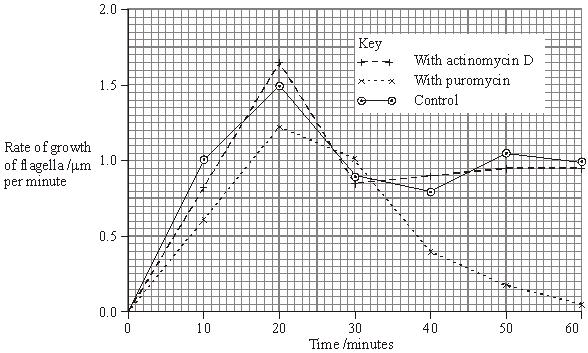 2.0
Key
With actinomycin D
With puromycin
Control
1.5
Rate of growth
of flagella /µm
per minute
1.0
0.5
0.0
0 10 20 30 40 50 60
Time /minutes